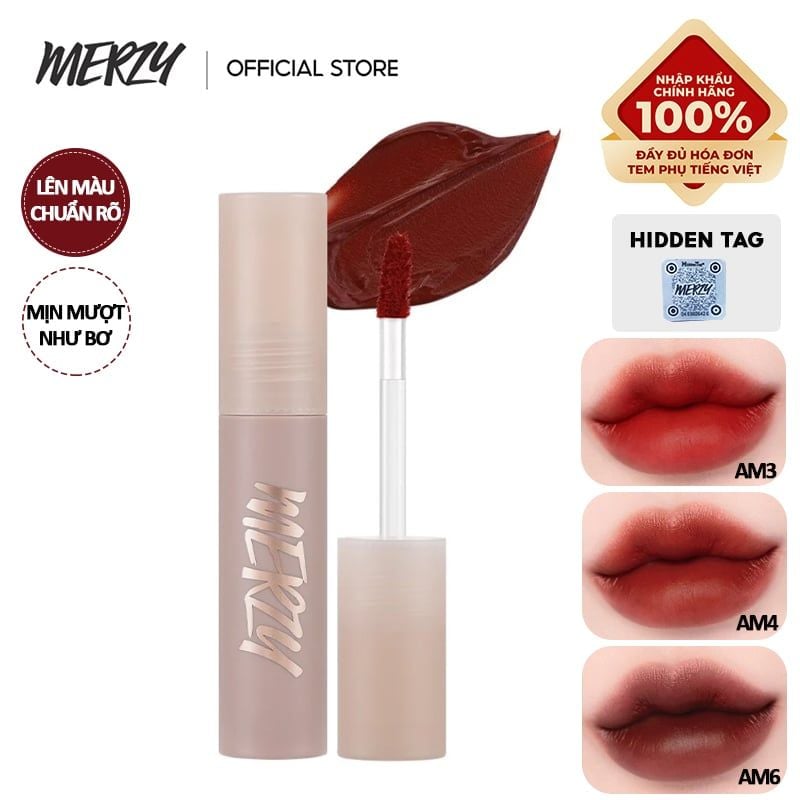 MERZY
OFFICIAL STORE
NHẬP KHẨU
CHÍNH HÃNG
100%
ĐẦY ĐỦ HÓA ĐƠN
TEM PHỤ TIẾNG VIỆT
LÊN MÀU
CHUẨN RÕ
MỊN MƯỢT
NHƯ BƠ
HIDDEN TAG
MERZY
MERZY
AM3
AM4
AM6